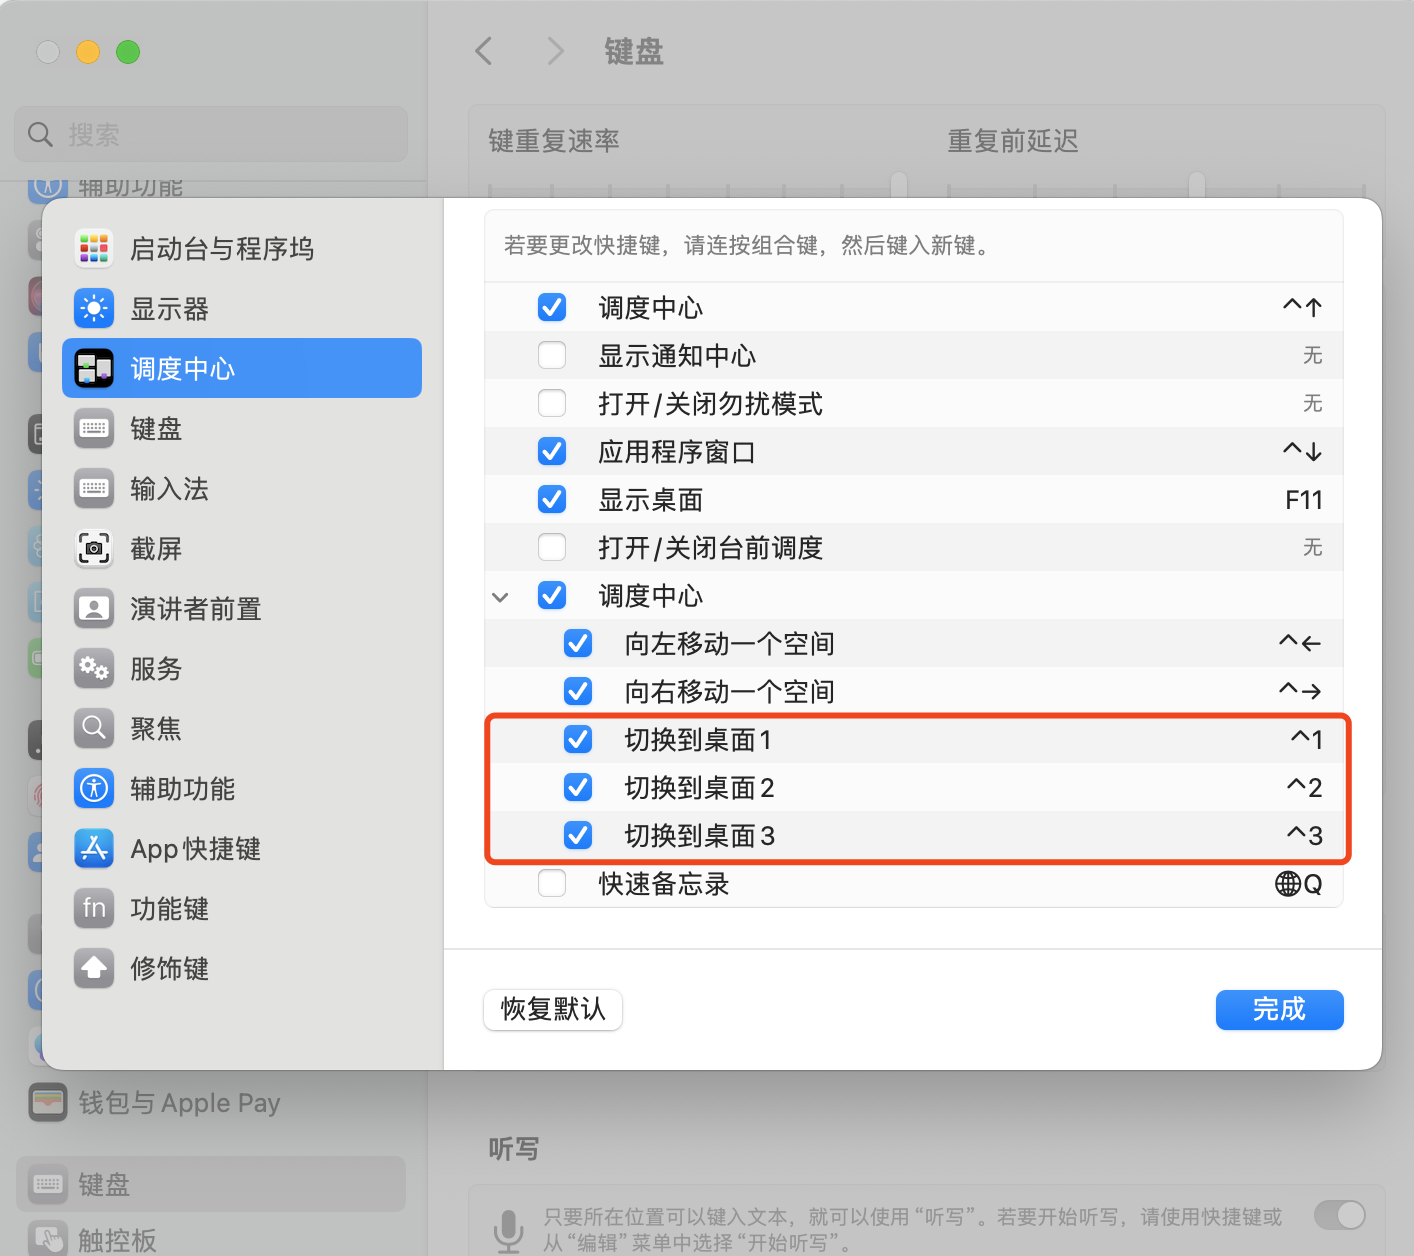 键盘
搜索
键重复速率
重复前延迟
辅助功能
启动台与程序坞
显示器
调度中心
键盘
输入法
截屏
演讲者前置
服务
聚焦
辅助功能
App 快捷键
fn 功能键
修饰键
若要更改快捷键，请连按组合键，然后键入新键。
调度中心 ^↑
显示通知中心 无
打开/关闭勿扰模式 无
应用程序窗口 ^↓
显示桌面 F11
打开/关闭台前调度 无
调度中心
向左移动一个空间 ^←
向右移动一个空间 ^→
切换到桌面 1 ^1
切换到桌面 2 ^2
切换到桌面 3 ^3
快速备忘录 Q
恢复默认
完成
钱包与 Apple Pay
键盘
触控板
听写
只要所在位置可以键入文本，就可以使用“听写”。若要开始听写，请使用快捷键或
从“编辑”菜单中选择“开始听写”。